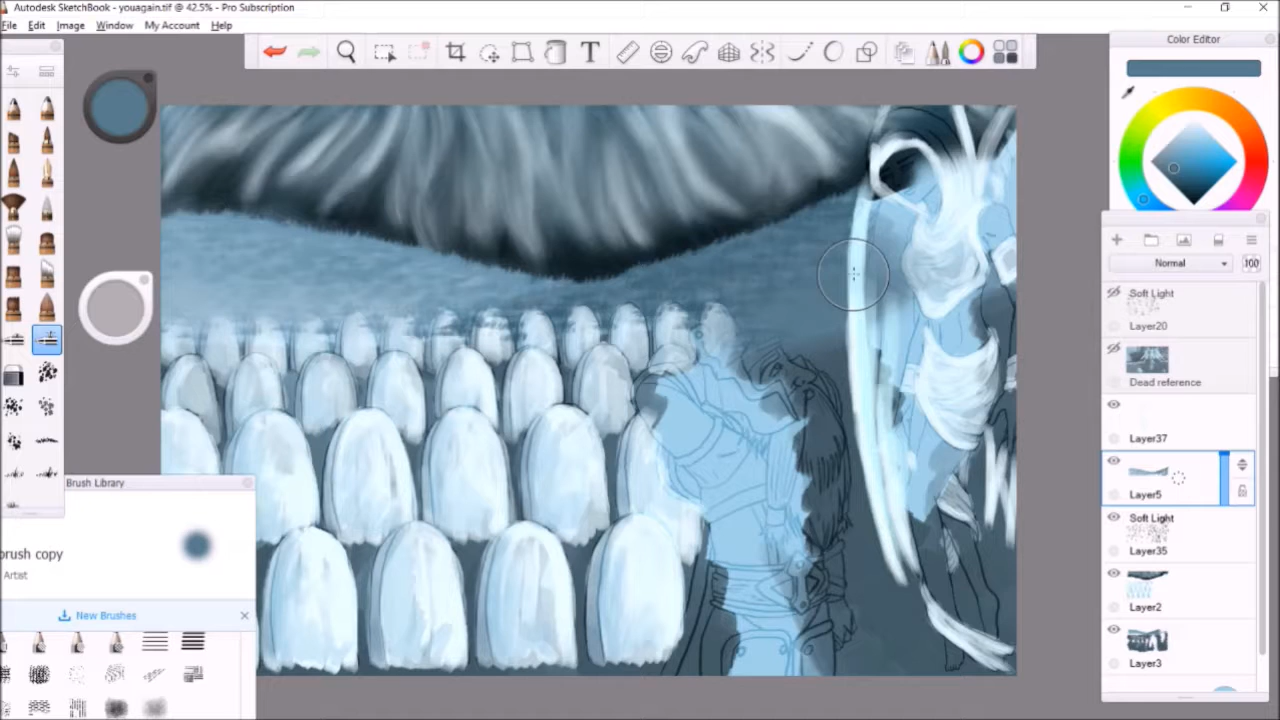 Autodesk SketchBook - youagain.tif @ 42.5% - Pro Subscription
File Edit Image Window My Account Help
Color Editor
Normal 100
Soft Light
Layer20
Dead reference
Layer37
Layer5
Soft Light
Layer35
Layer2
Layer3
Brush Library
brush copy
Artist
New Brushes